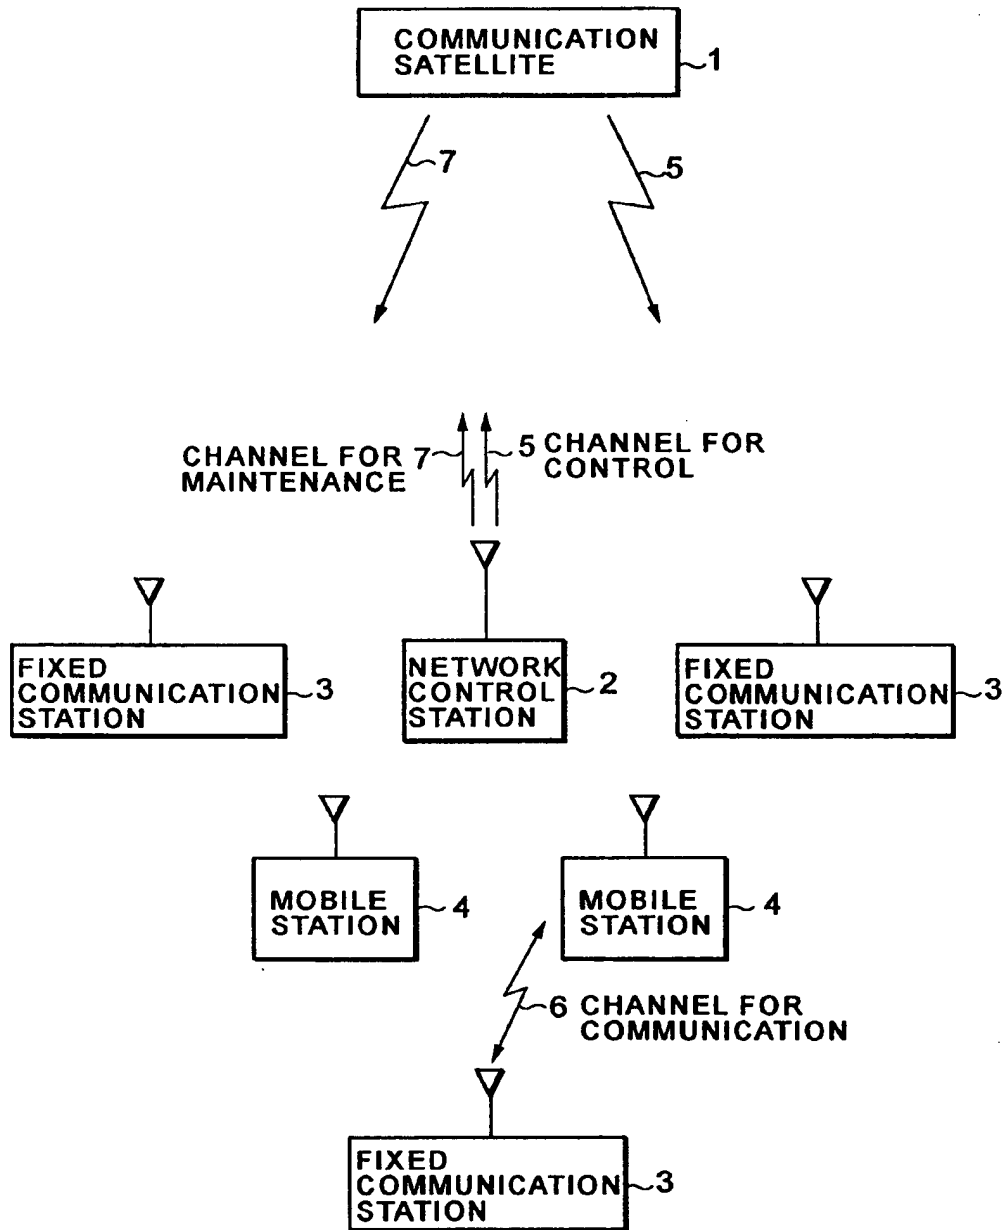 COMMUNICATION
SATELLITE
1
7
5
CHANNEL FOR
MAINTENANCE
7
5
CHANNEL FOR
CONTROL
FIXED
COMMUNICATION
STATION
3
NETWORK
CONTROL
STATION
2
FIXED
COMMUNICATION
STATION
3
MOBILE
STATION
4
MOBILE
STATION
4
6
CHANNEL FOR
COMMUNICATION
FIXED
COMMUNICATION
STATION
3